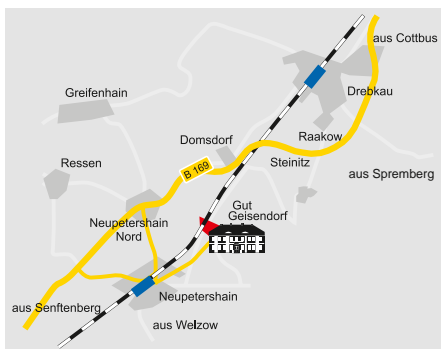 aus Cottbus
Drebkau
Greifenhain
Raakow
Domsdorf
Steinitz
Ressen
B 169
aus Spremberg
Gut
Geisendorf
Neupetershain
Nord
Neupetershain
aus Senftenberg
aus Welzow